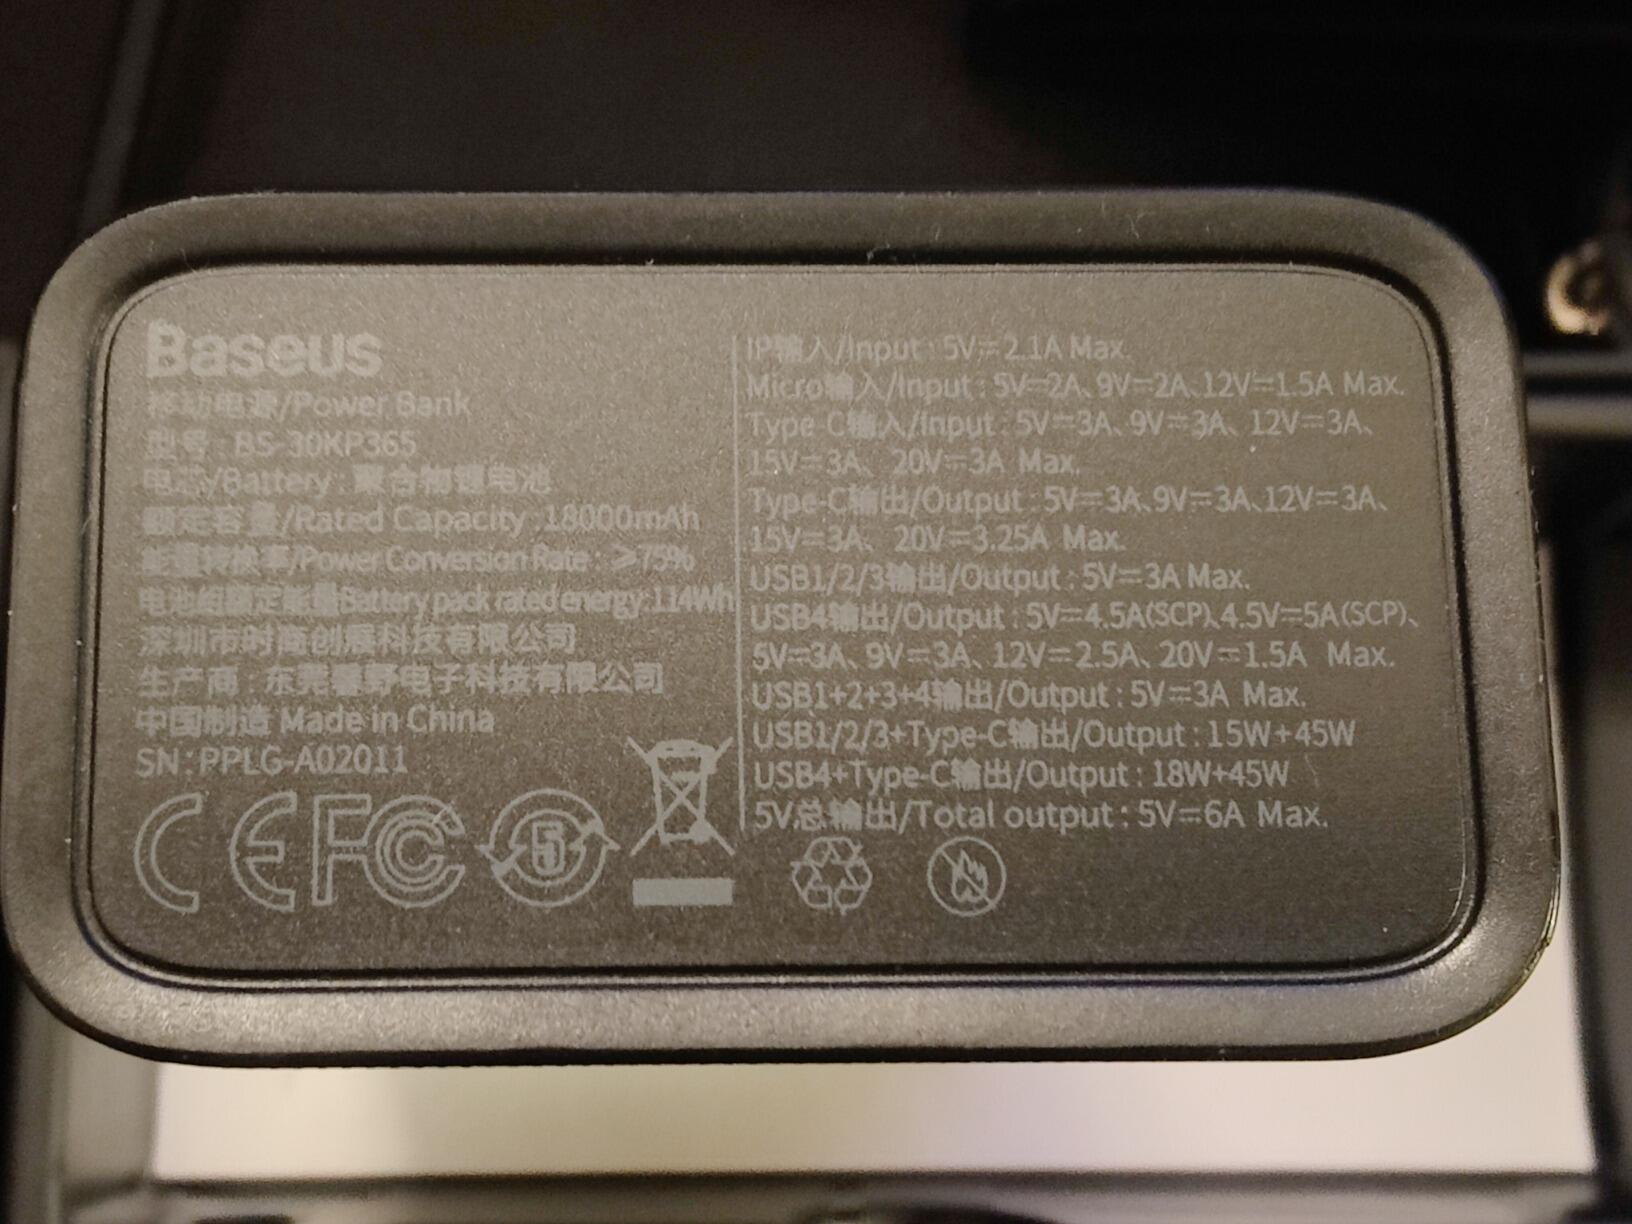 Baseus
移动电源/Power Bank
型号: BS-30KP365
电芯/Battery: 聚合物锂电池
额定容量/Rated Capacity:18000mAh
能量转换率/Power Conversion Rate: ≥75%
电池组额定能量Battery pack rated energy:114Wh
深圳市时商创展科技有限公司
生产商: 东莞市电子科技有限公司
中国制造 Made in China
SN: PPLG-A02011
CE FC 5
IP输入/Input: 5V⎓2.1A Max.
Micro输入/Input: 5V⎓2A、9V⎓2A、12V⎓1.5A Max.
Type-C输入/Input: 5V⎓3A、9V⎓3A、12V⎓3A、
15V⎓3A、20V⎓3A Max.
Type-C输出/Output: 5V⎓3A、9V⎓3A、12V⎓3A、
15V⎓3A、20V⎓3.25A Max.
USB1/2/3输出/Output: 5V⎓3A Max.
USB4输出/Output: 5V⎓4.5A(SCP)、4.5V⎓5A(SCP)、
5V⎓3A、9V⎓3A、12V⎓2.5A、20V⎓1.5A Max.
USB1+2+3+4输出/Output: 5V⎓3A Max.
USB1/2/3+Type-C输出/Output: 15W+45W
USB4+Type-C输出/Output: 18W+45W
5V总输出/Total output: 5V⎓6A Max.